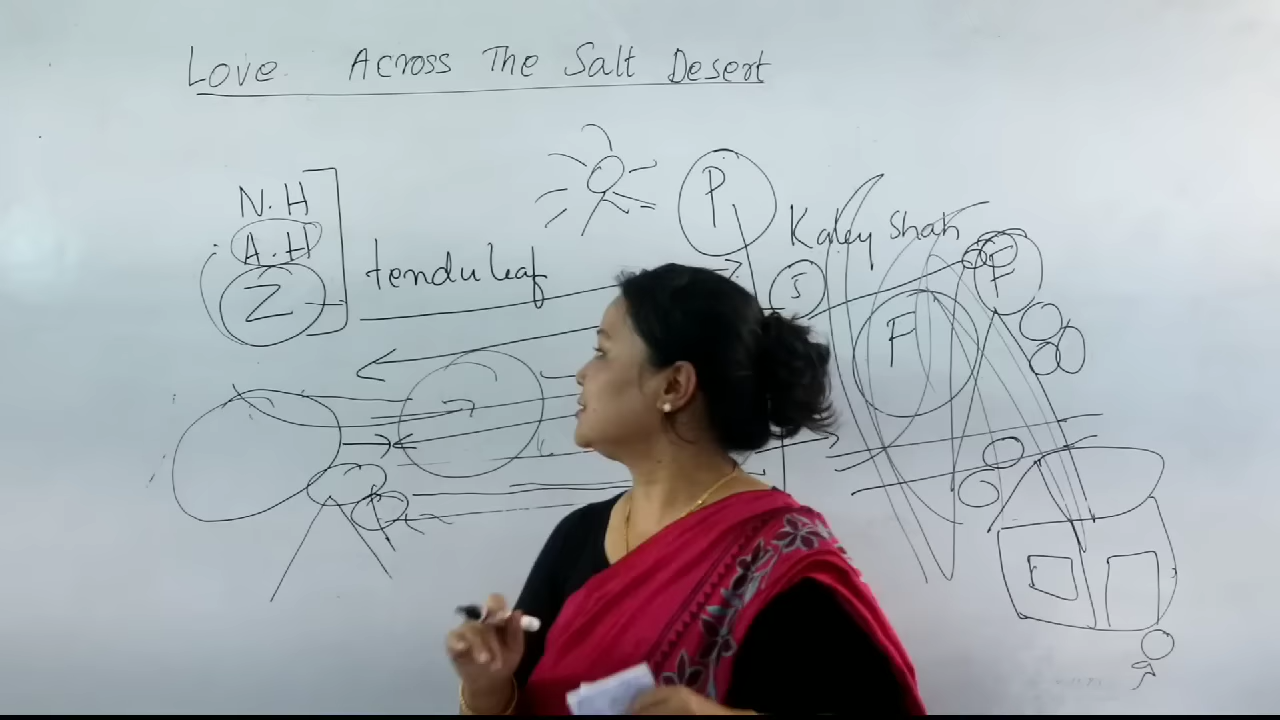 Love Across The Salt Desert
N.H
A.H
Z
tendu leaf
P
Kaley Shah
F
F